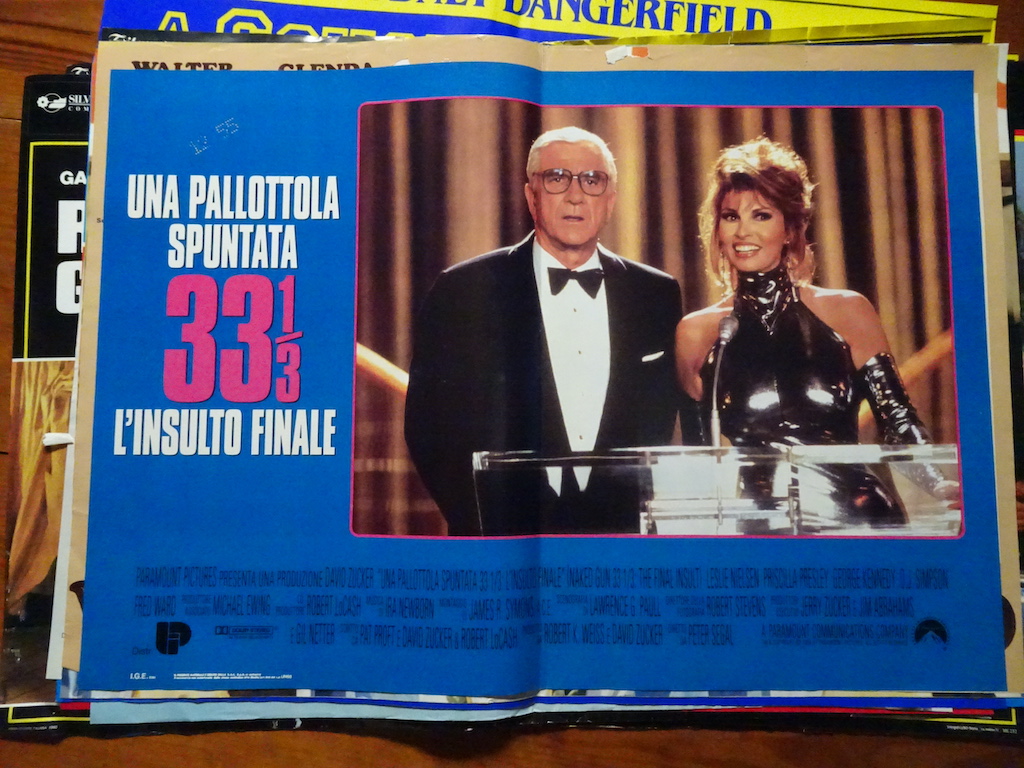 DANGERFIELD
WALTER GLENDA
UNA PALLOTTOLA
SPUNTATA
33 1/3
L'INSULTO FINALE
PARAMOUNT PICTURES PRESENTA UNA PRODUZIONE DAVID ZUCKER "UNA PALLOTTOLA SPUNTATA 33 1/3: L'INSULTO FINALE" (NAKED GUN 33 1/3: THE FINAL INSULT) LESLIE NIELSEN PRISCILLA PRESLEY GEORGE KENNEDY O.J. SIMPSON
FRED WARD MICHAEL EWING ROBERT LoCASH IRA NEWBORN JAMES R. SYMONS LAWRENCE G. PAULL ROBERT STEVENS JERRY ZUCKER JIM ABRAHAMS
GIL NETTER PAT PROFT & DAVID ZUCKER & ROBERT LoCASH ROBERT K. WEISS DAVID ZUCKER PETER SEGAL A PARAMOUNT COMMUNICATIONS COMPANY
I.G.E.